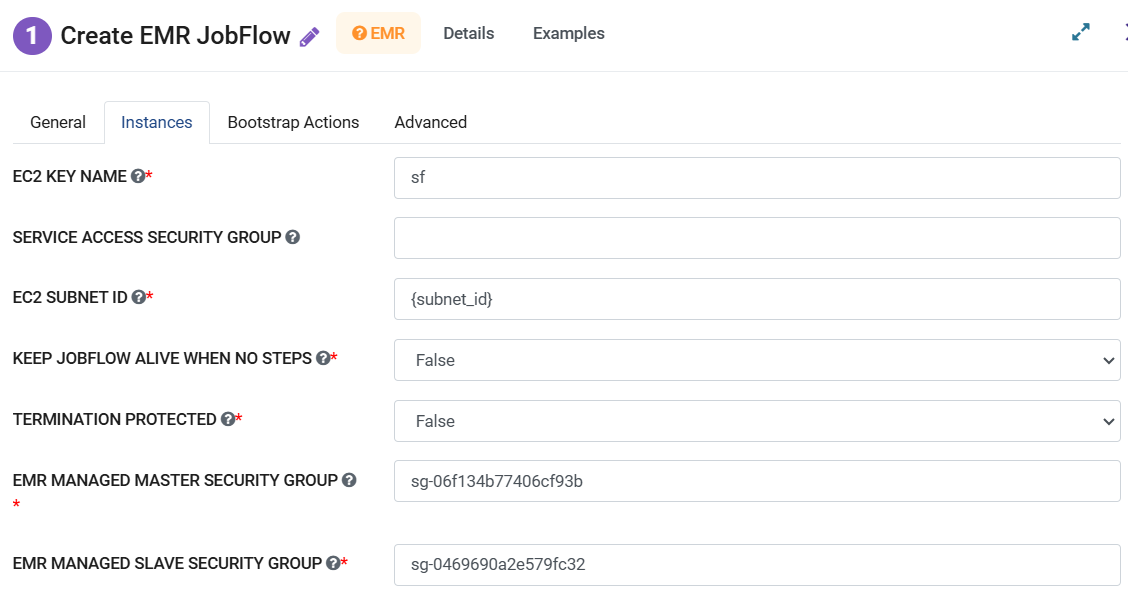 1 Create EMR JobFlow EMR Details Examples
General Instances Bootstrap Actions Advanced
EC2 KEY NAME * sf
SERVICE ACCESS SECURITY GROUP
EC2 SUBNET ID * {subnet_id}
KEEP JOBFLOW ALIVE WHEN NO STEPS * False
TERMINATION PROTECTED * False
EMR MANAGED MASTER SECURITY GROUP sg-06f134b77406cf93b
*
EMR MANAGED SLAVE SECURITY GROUP * sg-0469690a2e579fc32